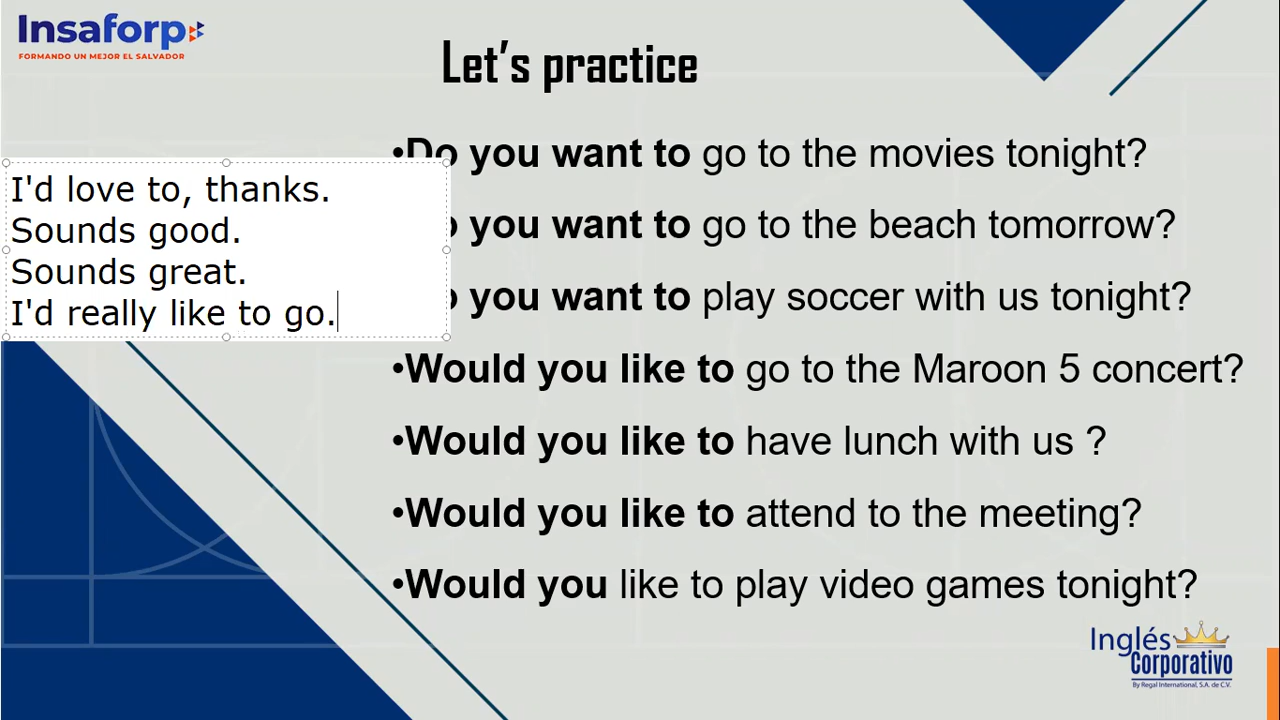 Insaforp
FORMANDO UN MEJOR EL SALVADOR
Let's practice
•Do you want to go to the movies tonight?
I'd love to, thanks.
Sounds good.
Sounds great.
I'd really like to go.
you want to go to the beach tomorrow?
you want to play soccer with us tonight?
•Would you like to go to the Maroon 5 concert?
•Would you like to have lunch with us ?
•Would you like to attend to the meeting?
•Would you like to play video games tonight?
Inglés
Corporativo
By Regal International, S.A. de C.V.